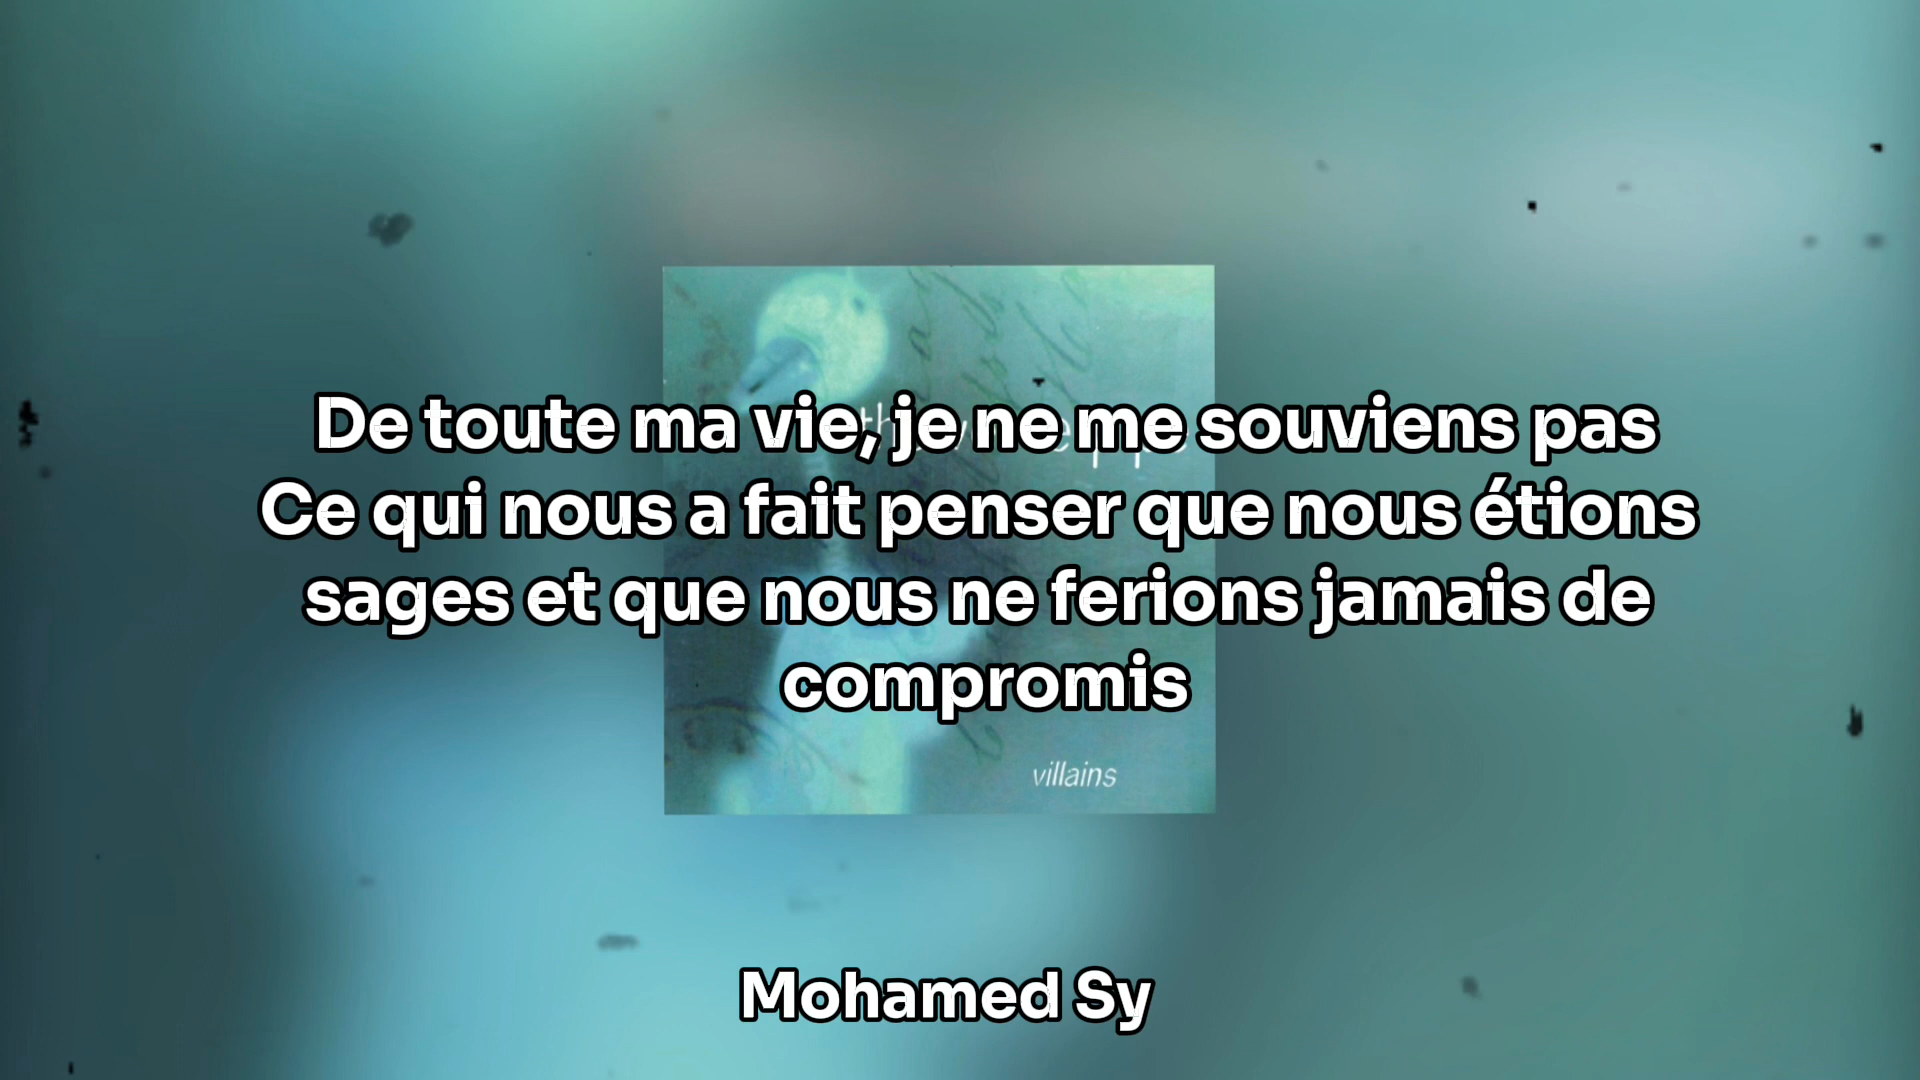 De toute ma vie, je ne me souviens pas
Ce qui nous a fait penser que nous étions
sages et que nous ne ferions jamais de
compromis
villains
Mohamed Sy